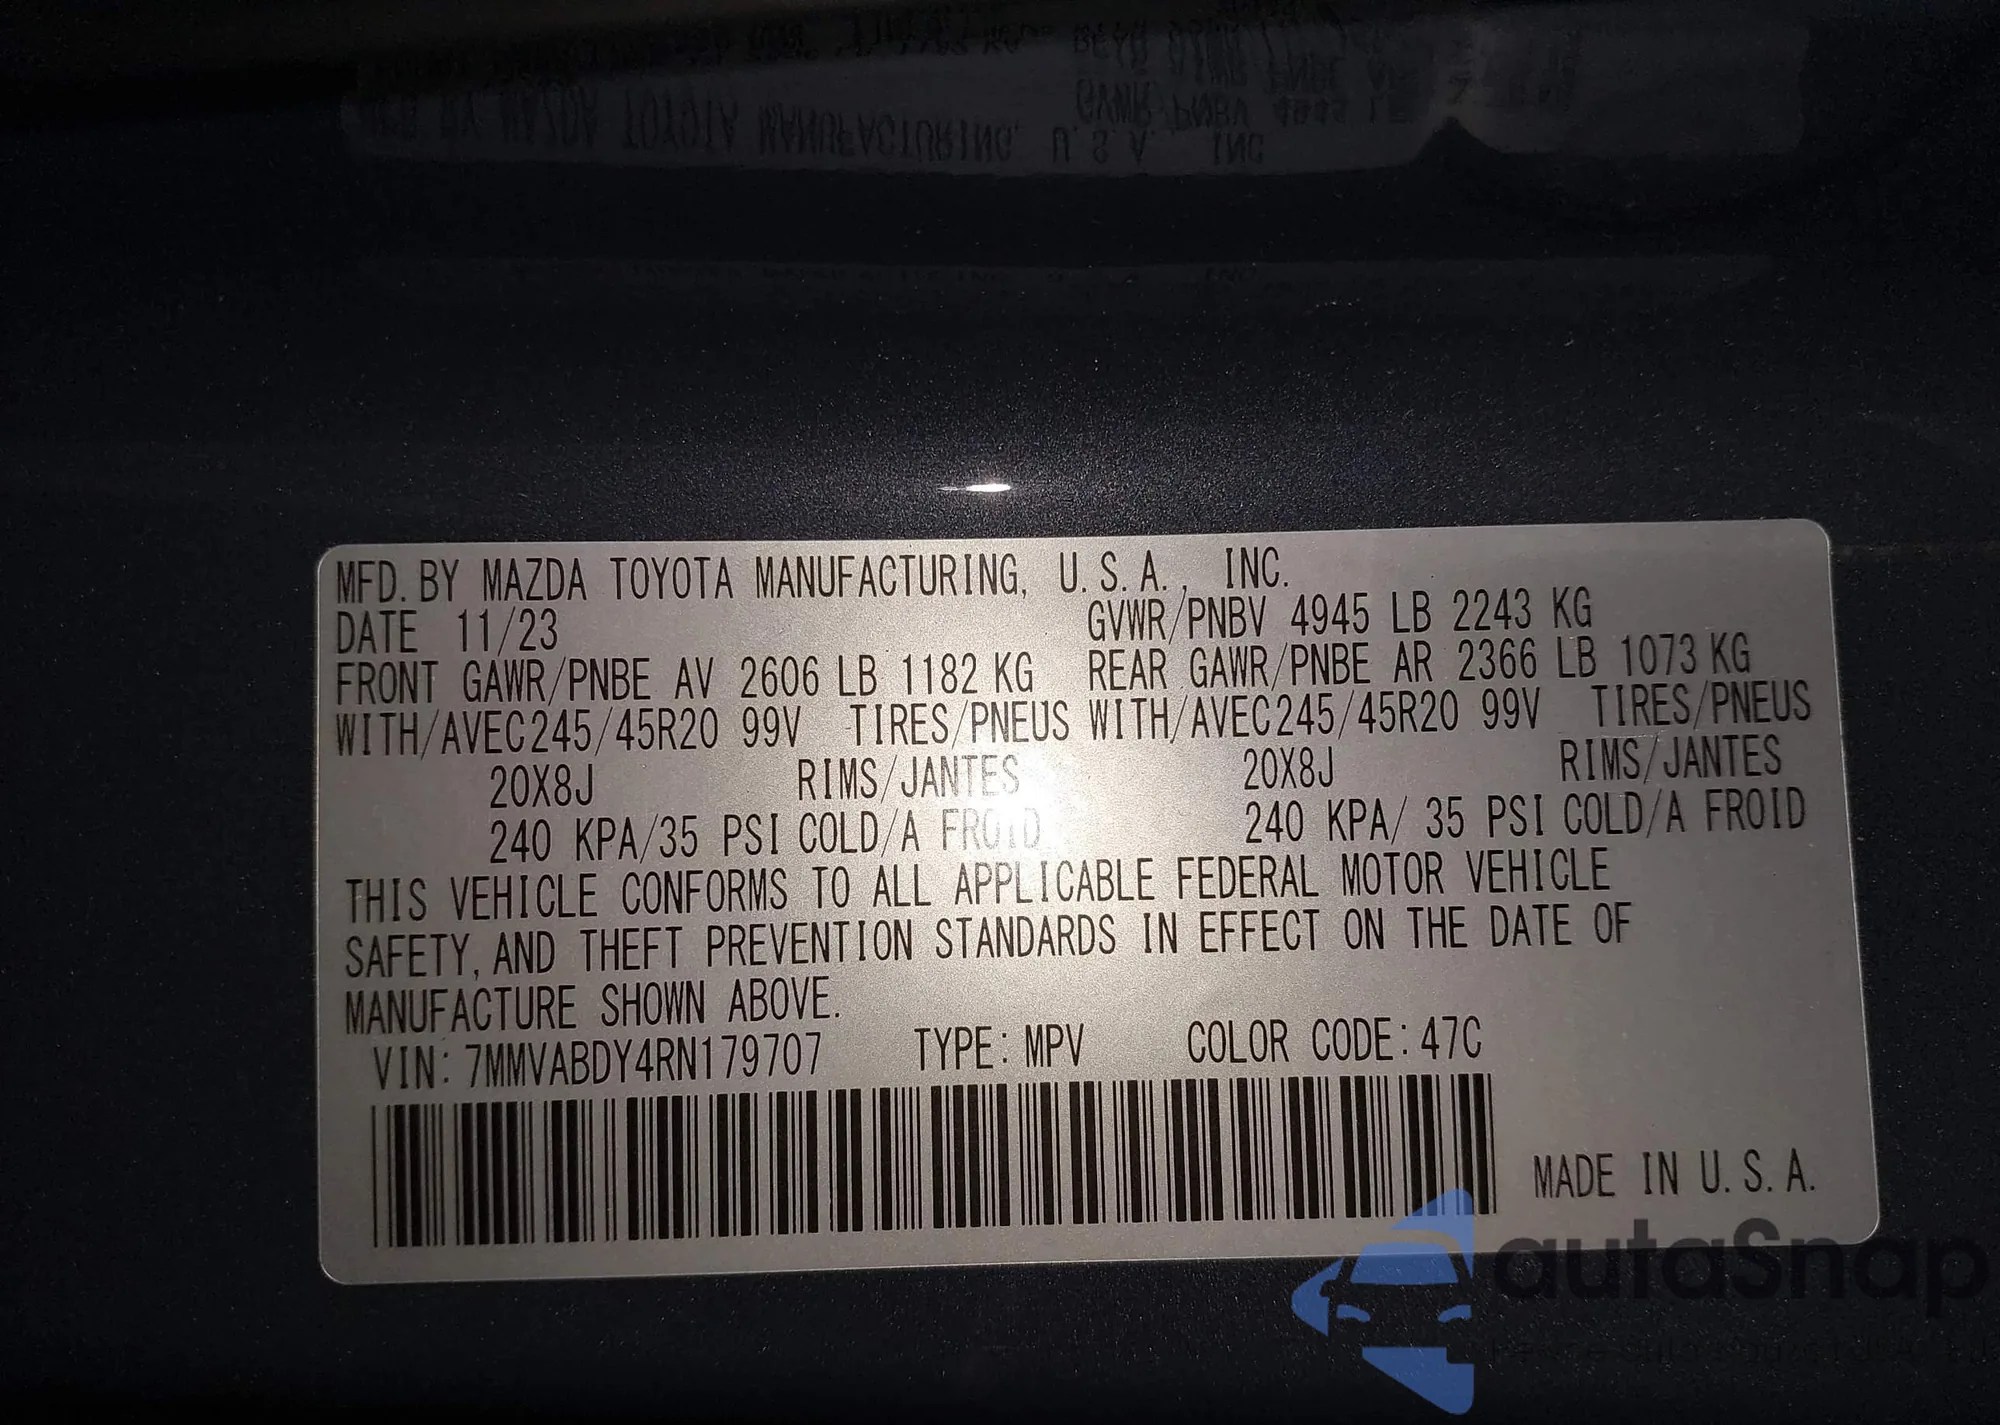 MFD. BY MAZDA TOYOTA MANUFACTURING, U.S.A., INC.
DATE 11/23 GVWR/PNBV 4945 LB 2243 KG
FRONT GAWR/PNBE AV 2606 LB 1182 KG REAR GAWR/PNBE AR 2366 LB 1073 KG
WITH/AVEC245/45R20 99V TIRES/PNEUS WITH/AVEC245/45R20 99V TIRES/PNEUS
20X8J RIMS/JANTES 20X8J RIMS/JANTES
240 KPA/35 PSI COLD/A FROID 240 KPA/ 35 PSI COLD/A FROID
THIS VEHICLE CONFORMS TO ALL APPLICABLE FEDERAL MOTOR VEHICLE
SAFETY, AND THEFT PREVENTION STANDARDS IN EFFECT ON THE DATE OF
MANUFACTURE SHOWN ABOVE.
VIN: 7MMVABDY4RN179707 TYPE: MPV COLOR CODE: 47C
MADE IN U.S.A.
autoSnap